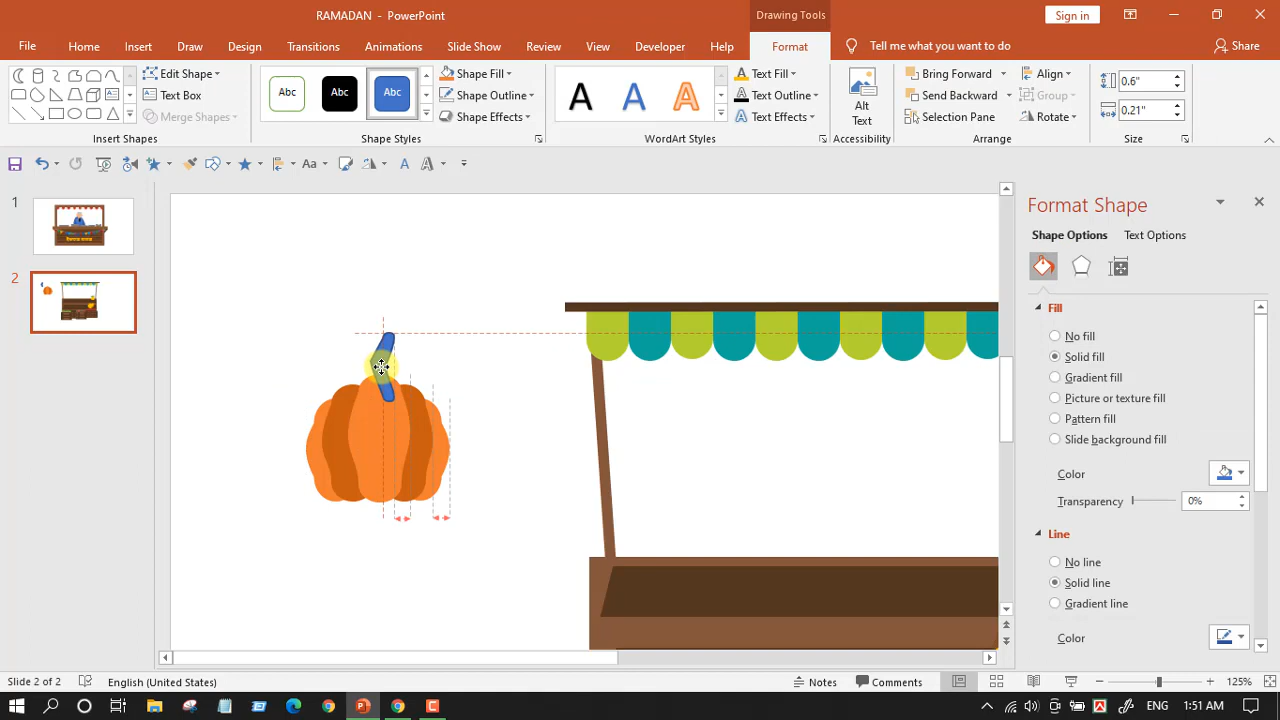 RAMADAN - PowerPoint
Drawing Tools
Sign in
File
Home
Insert
Draw
Design
Transitions
Animations
Slide Show
Review
View
Developer
Help
Format
Tell me what you want to do
Share
Edit Shape
Text Box
Merge Shapes
Insert Shapes
Abc
Abc
Abc
Shape Fill
Shape Outline
Shape Effects
Shape Styles
A
A
A
WordArt Styles
Text Fill
Text Outline
Text Effects
Alt
Text
Accessibility
Bring Forward
Send Backward
Selection Pane
Align
Group
Rotate
Arrange
0.6"
0.21"
Size
Aa
A
A
1
2
Format Shape
Shape Options
Text Options
Fill
No fill
Solid fill
Gradient fill
Picture or texture fill
Pattern fill
Slide background fill
Color
Transparency
0%
Line
No line
Solid line
Gradient line
Color
Slide 2 of 2
English (United States)
Notes
Comments
125%
1:51 AM